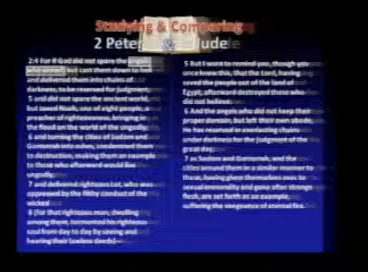 Studying & Comparing
2 Peter & Jude
2:4 For if God did not spare the angels
who sinned, but cast them down to hell
and delivered them into chains of
darkness, to be reserved for judgment;
5 and did not spare the ancient world,
but saved Noah, one of eight people, a
preacher of righteousness, bringing in
the flood on the world of the ungodly;
6 and turning the cities of Sodom and
Gomorrah into ashes, condemned them
to destruction, making them an example
to those who afterward would live
ungodly;
7 and delivered righteous Lot, who was
oppressed by the filthy conduct of the
wicked
8 (for that righteous man, dwelling
among them, tormented his righteous
soul from day to day by seeing and
hearing their lawless deeds)—
5 But I want to remind you, though you
once knew this, that the Lord, having
saved the people out of the land of
Egypt, afterward destroyed those who
did not believe.
6 And the angels who did not keep their
proper domain, but left their own abode,
He has reserved in everlasting chains
under darkness for the judgment of the
great day;
7 as Sodom and Gomorrah, and the
cities around them in a similar manner to
these, having given themselves over to
sexual immorality and gone after strange
flesh, are set forth as an example,
suffering the vengeance of eternal fire.